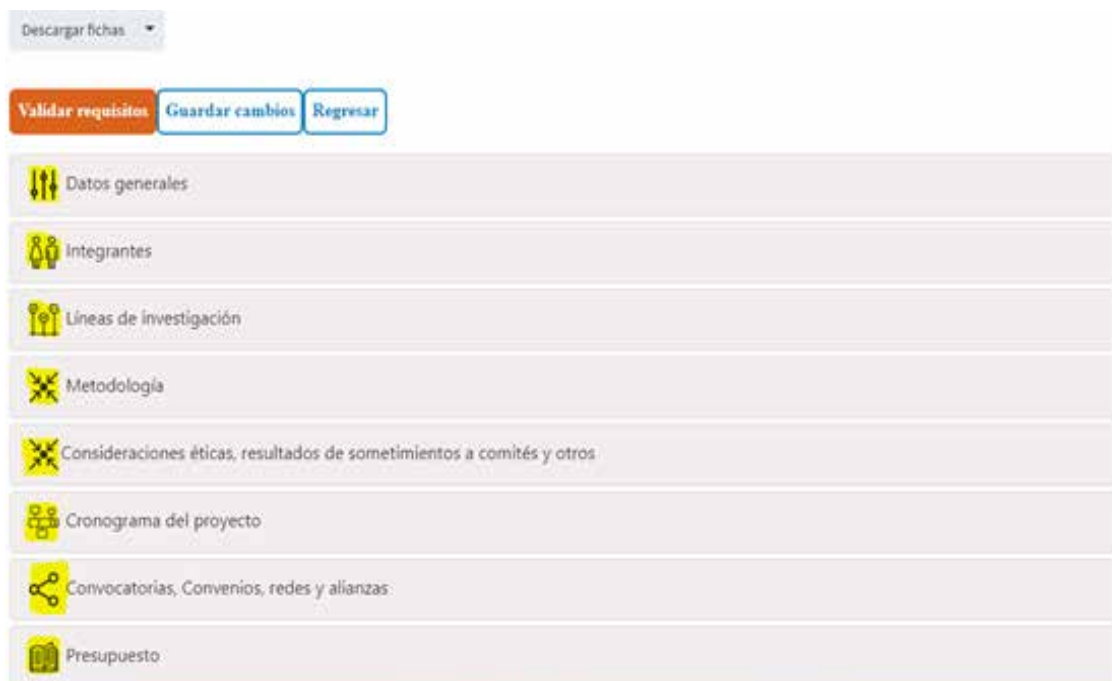 Descargar fichas
Validar requisitos Guardar cambios Regresar
Datos generales
Integrantes
Líneas de investigación
Metodología
Consideraciones éticas, resultados de sometimientos a comités y otros
Cronograma del proyecto
Convocatorias, Convenios, redes y alianzas
Presupuesto